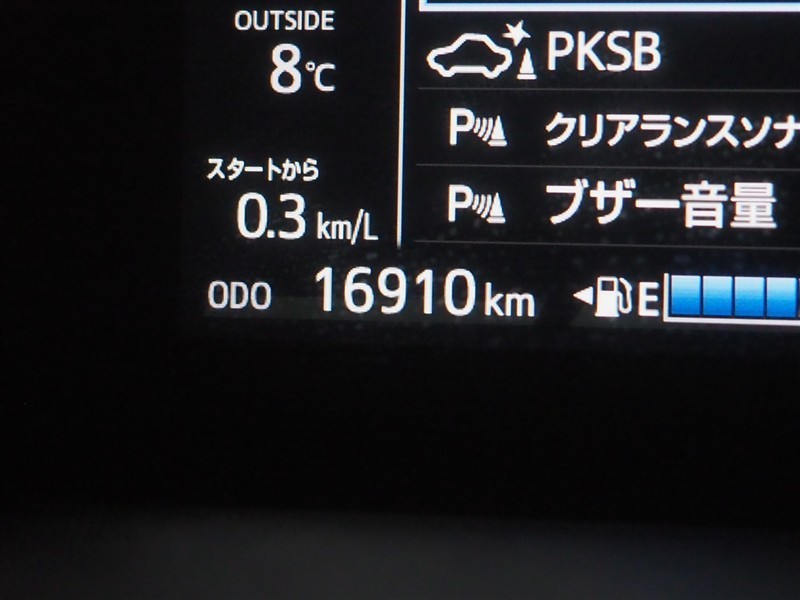 OUTSIDE
8℃
スタートから
0.3 km/L
ODO 16910 km
E
PKSB
P クリアランスソナ
P ブザー音量